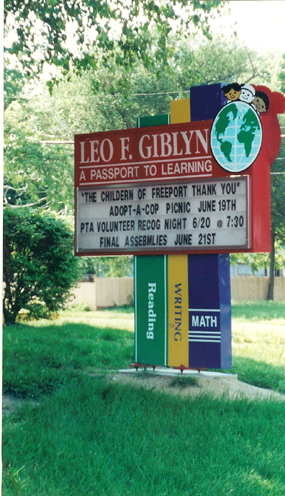 LEO F. GIBLYN
A PASSPORT TO LEARNING
"THE CHILDERN OF FREEPORT THANK YOU"
ADOPT-A-COP PICNIC JUNE 19TH
PTA VOLUNTEER RECOG NIGHT 6/20 @ 7:30
FINAL ASSEBMLIES JUNE 21ST
Reading
WRITING
MATH